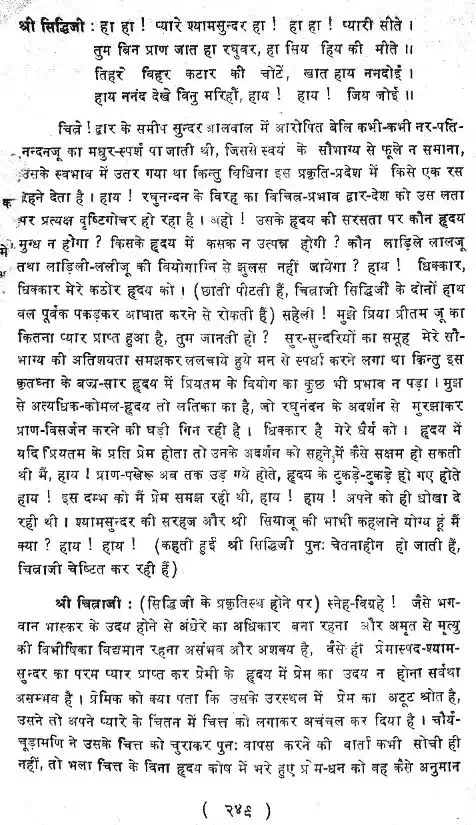 श्री सिद्धिजी : हा हा ! प्यारे श्यामसुन्दर हा ! हा हा ! प्यारी सीते ।
तुम बिन प्राण जात हा रघुवर, हा सिय हिय की मीते ॥
तिहरे विहर कटार की चोटें, खात हाय ननदोई ।
हाय ननंद देखे विनु मरिहौं, हाय ! हाय ! जिय जोई ॥
चित्रे ! द्वार के समीप सुन्दर आलवाल में आरोपित बेलि कभी-कभी नर-पति-
नन्दनजू का मधुर-स्पर्श पा जाती थी, जिससे स्वयं के सौभाग्य से फूले न समाना,
उसके स्वभाव में उतर गया था किन्तु विधिना इस प्रकृति-प्रदेश में किसे एक रस
रहने देता है । हाय ! रघुनन्दन के विरह का विचित्र-प्रभाव द्वार-देश को उस लता
पर प्रत्यक्ष दृष्टिगोचर हो रहा है । अहो ! उसके हृदय की सरसता पर कौन हृदय
मुग्ध न होगा ? किसके हृदय में कसक न उत्पन्न होगी ? कौन लाड़िले लालजू
तथा लाड़िली-ललीजू की वियोगाग्नि से झुलस नहीं जायेगा ? हाय ! धिक्कार,
धिक्कार मेरे कठोर हृदय को । (छाती पीटती हैं, चित्राजी सिद्धिजी के दोनों हाथ
वल पूर्वक पकड़कर आघात करने से रोकती हैं) सहेली ! मुझे प्रिया प्रीतम जू का
कितना प्यार प्राप्त हुआ है, तुम जानती हो ? सुर-सुन्दरियों का समूह मेरे सौ-
भाग्य की अतिशयता समझकर ललचाये हुये मन से स्पर्धा करने लगा था किन्तु इस
कृतघ्ना के बज्र-सार हृदय में प्रियतम के वियोग का कुछ भी प्रभाव न पड़ा । मुझ
से अत्यधिक-कोमल-हृदय तो लतिका का है, जो रघुनंदन के अदर्शन से मुरझाकर
प्राण-विसर्जन करने की घड़ी गिन रही है । धिक्कार है मेरे धैर्य को । हृदय में
यदि प्रियतम के प्रति प्रेम होता तो उनके अदर्शन को सहने में कैसे सक्षम हो सकती
थी मैं, हाय ! प्राण-पखेरू अब तक उड़ गये होते, हृदय के टुकड़े-टुकड़े हो गए होते
हाय ! इस दम्भ को मैं प्रेम समझ रही थी, हाय ! हाय ! अपने को ही धोखा दे
रही थी । श्यामसुन्दर की सरहज और श्री सियाजू की भाभी कहलाने योग्य हूं मैं
क्या ? हाय ! हाय ! (कहती हुई श्री सिद्धिजी पुनः चेतनाहीन हो जाती हैं,
चित्राजी चेष्टित कर रही हैं)
श्री चित्राजी : (सिद्धिजी के प्रकृतिस्थ होने पर) स्नेह-विग्रहे ! जैसे भग-
वान भास्कर के उदय होने से अंधेरे का अधिकार बना रहना और अमृत से मृत्यु
की विभीषिका विद्यमान रहना असंभव और अशक्य है, वैसे ही प्रेमास्पद-श्याम-
सुन्दर का परम प्यार प्राप्त कर प्रेमी के हृदय में प्रेम का उदय न होना सर्वथा
असम्भव है । प्रेमिक को क्या पता कि उसके उरस्थल में प्रेम का अटूट श्रोत है,
उसने तो अपने प्यारे के चिंतन में चित्त को लगाकर अचंचल कर दिया है । चौर्य-
चूड़ामणि ने उसके चित्त को चुराकर पुनः वापस करने की वार्ता कभी सोची ही
नहीं, तो भला चित्त के विना हृदय कोष में भरे हुए प्रेम-धन को वह कैसे अनुमान
( २४९ )